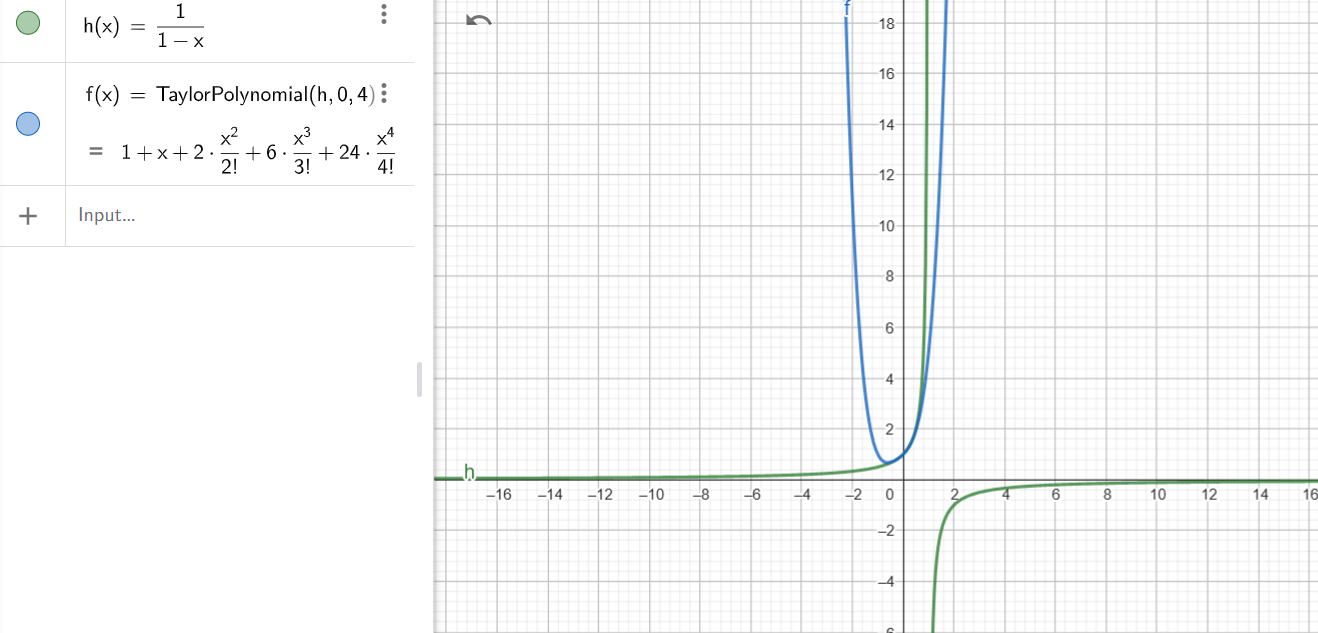 h(x) = 1/(1 − x)
f(x) = TaylorPolynomial(h, 0, 4)
= 1 + x + 2 · x²/2! + 6 · x³/3! + 24 · x⁴/4!
+ Input...
f
18
16
14
12
10
8
6
4
2
h
−16 −14 −12 −10 −8 −6 −4 −2 0 2 4 6 8 10 12 14 16
−2
−4